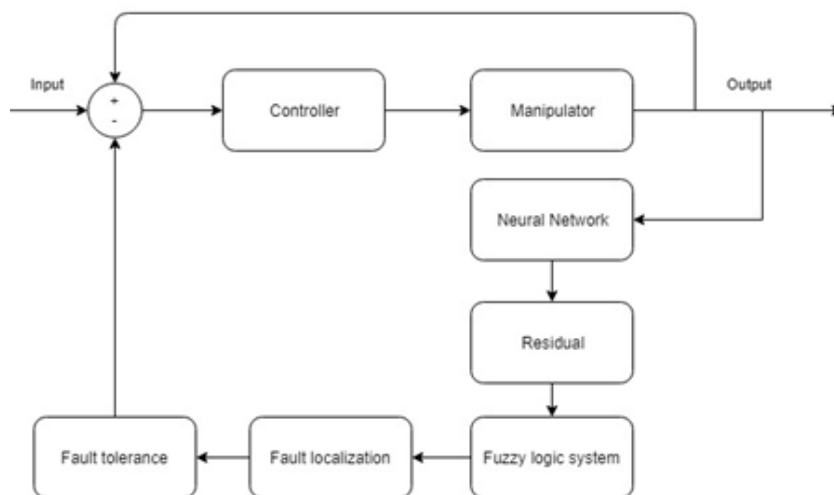 Input
+
-
Controller
Manipulator
Output
Neural Network
Residual
Fault tolerance
Fault localization
Fuzzy logic system